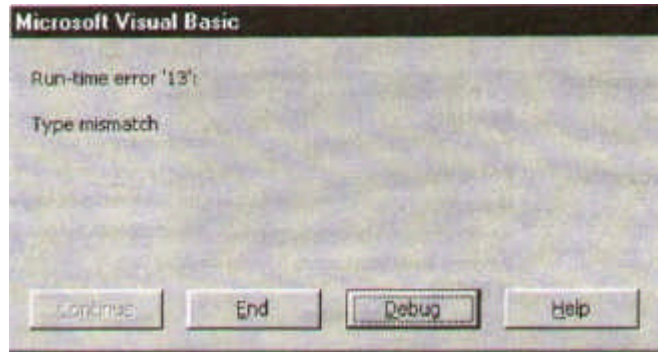 Microsoft Visual Basic
Run-time error '13':
Type mismatch
Continue End Debug Help